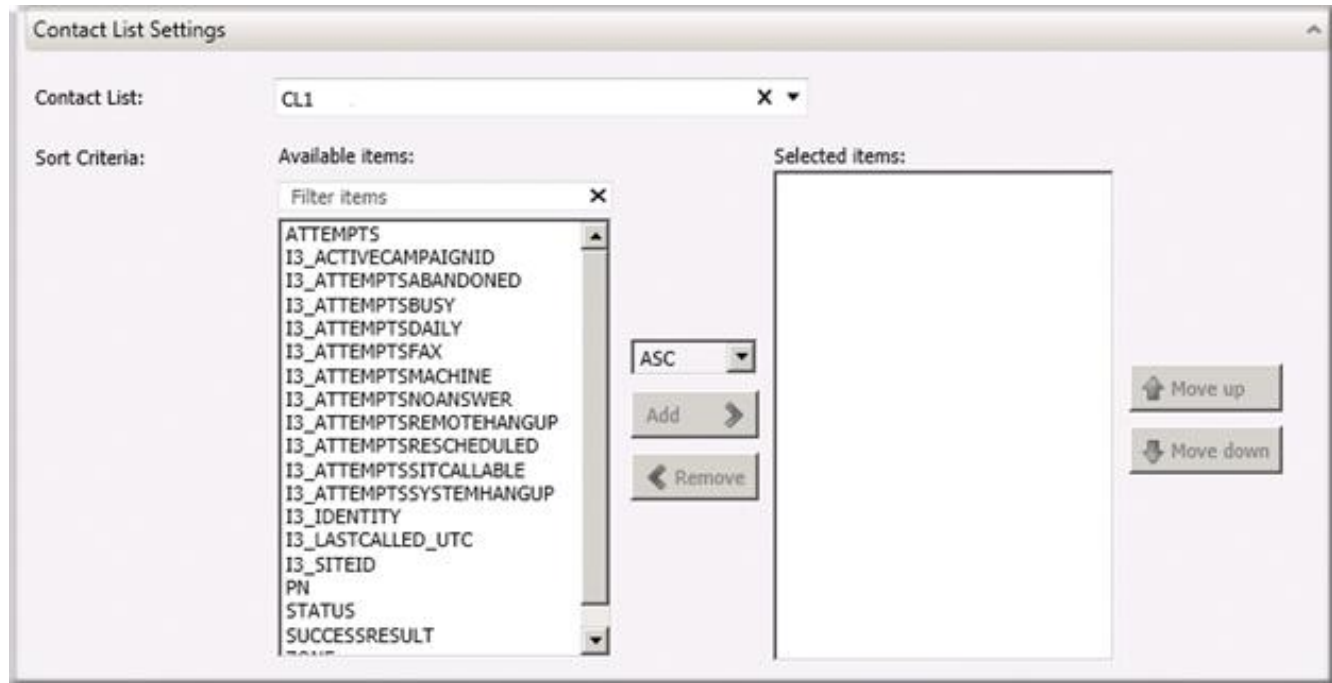 Contact List Settings
Contact List:
CL1
Sort Criteria:
Available items:
Selected items:
Filter items
ATTEMPTS
I3_ACTIVECAMPAIGNID
I3_ATTEMPTSABANDONED
I3_ATTEMPTSBUSY
I3_ATTEMPTSDAILY
I3_ATTEMPTSFAX
I3_ATTEMPTSMACHINE
I3_ATTEMPTSNOANSWER
I3_ATTEMPTSREMOTEHANGUP
I3_ATTEMPTSRESCHEDULED
I3_ATTEMPTSSITCALLABLE
I3_ATTEMPTSSYSTEMHANGUP
I3_IDENTITY
I3_LASTCALLED_UTC
I3_SITEID
PN
STATUS
SUCCESSRESULT
ASC
Add
Remove
Move up
Move down